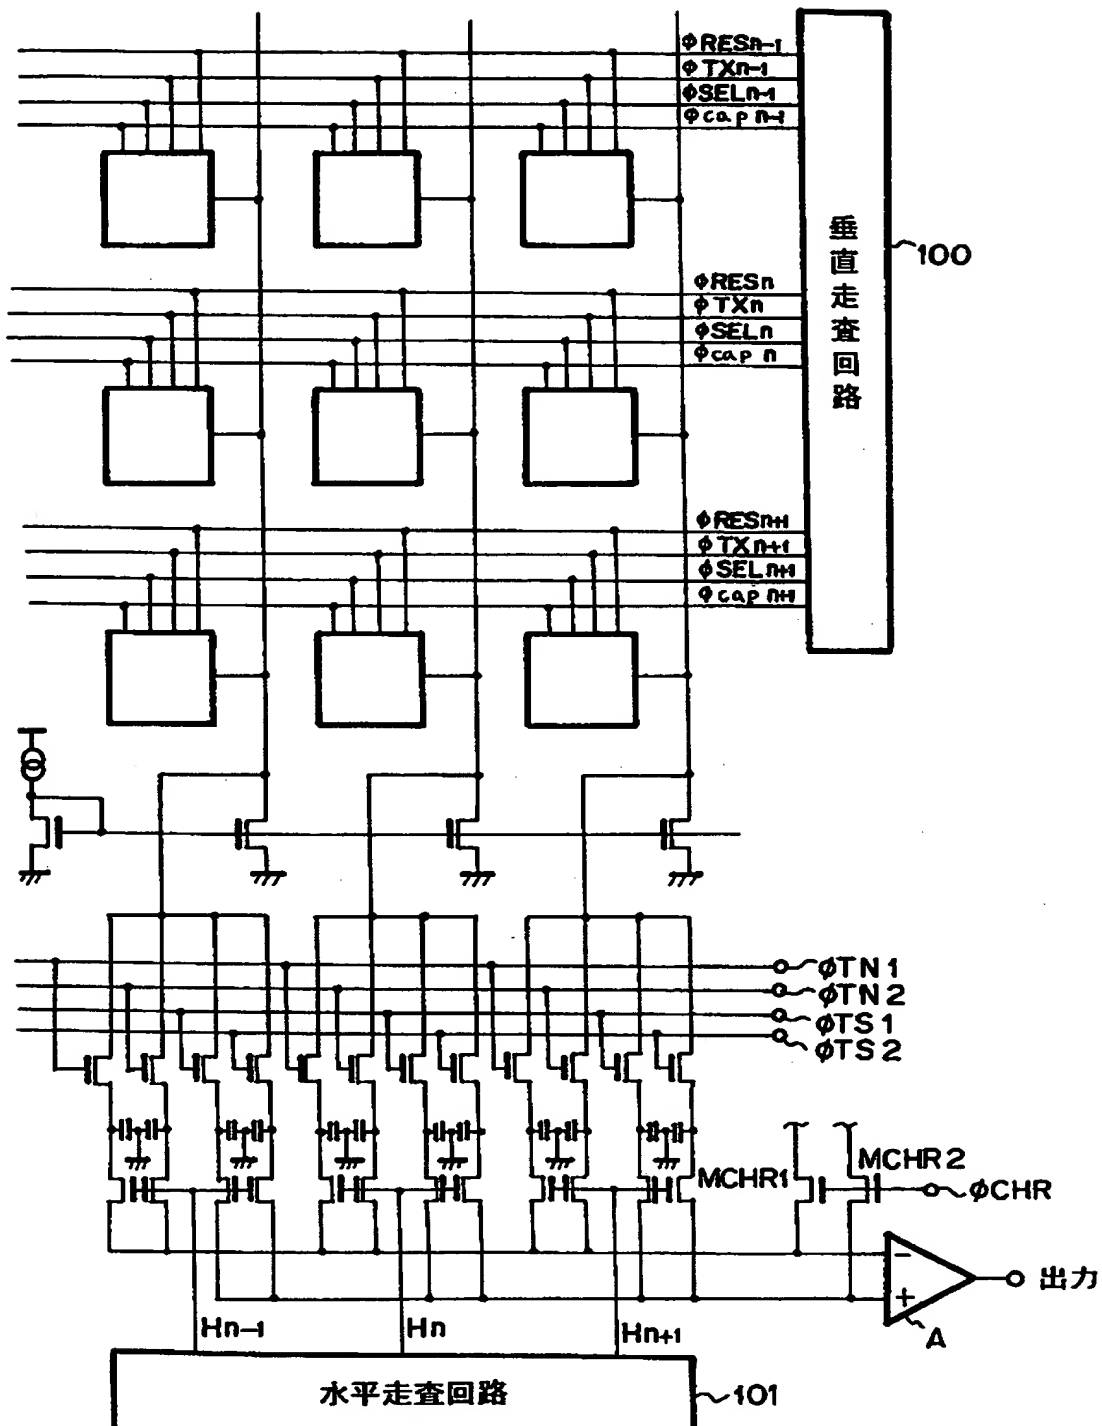 φRESn-1
φTXn-1
φSELn-1
φcap n-1
垂直走査回路
100
φRESn
φTXn
φSELn
φcap n
φRESn+1
φTXn+1
φSELn+1
φcap n+1
φTN1
φTN2
φTS1
φTS2
MCHR1
MCHR2
φCHR
−
+
出力
A
Hn-1
Hn
Hn+1
水平走査回路
101